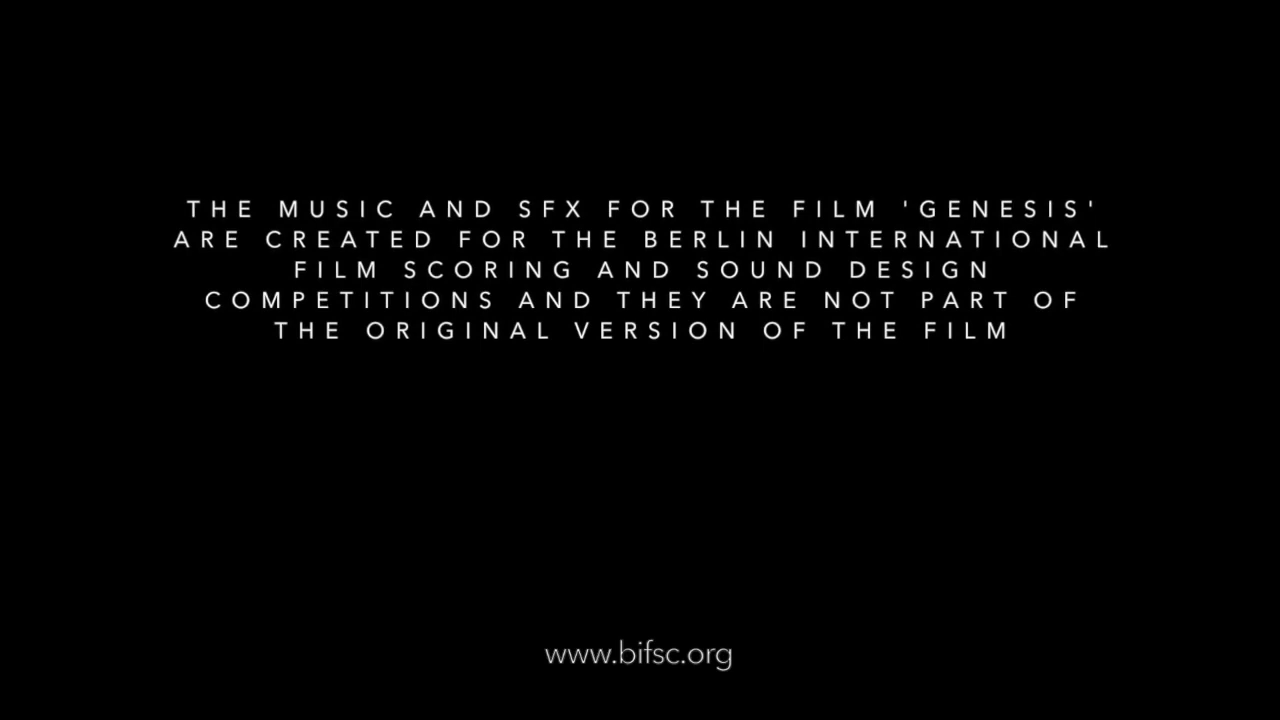 THE MUSIC AND SFX FOR THE FILM 'GENESIS'
ARE CREATED FOR THE BERLIN INTERNATIONAL
FILM SCORING AND SOUND DESIGN
COMPETITIONS AND THEY ARE NOT PART OF
THE ORIGINAL VERSION OF THE FILM
www.bifsc.org